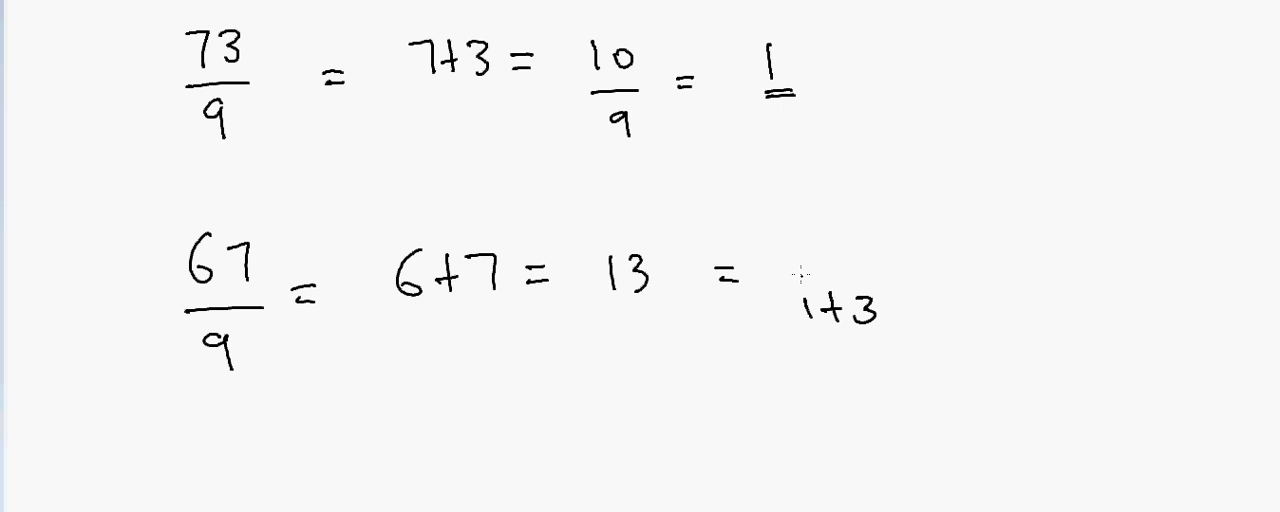 73/9 = 7+3 = 10/9 = 1
67/9 = 6+7 = 13 = 1+3